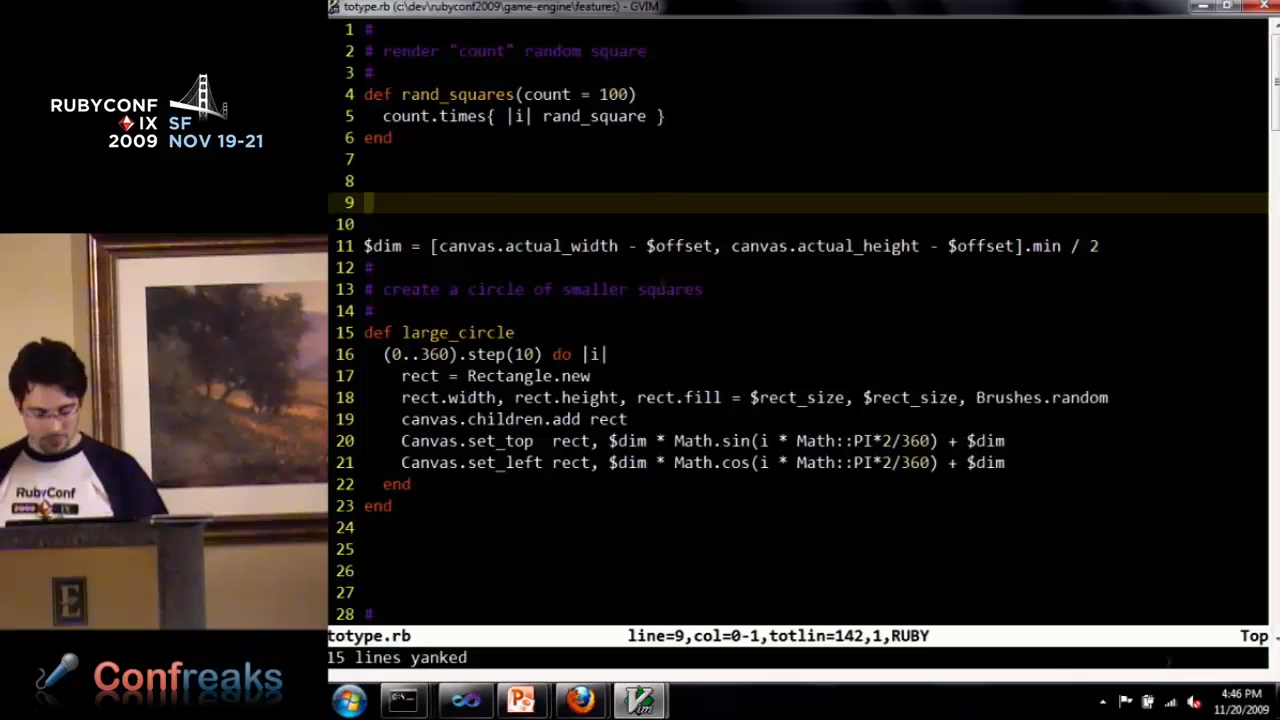 totype.rb (c:\dev\rubyconf2009\game-engine\features) - GVIM
RUBYCONF
IX SF
2009 NOV 19-21
1 #
2 # render "count" random square
3 #
4 def rand_squares(count = 100)
5 count.times{ |i| rand_square }
6 end
7
8
9
10
11 $dim = [canvas.actual_width - $offset, canvas.actual_height - $offset].min / 2
12 #
13 # create a circle of smaller squares
14 #
15 def large_circle
16 (0..360).step(10) do |i|
17 rect = Rectangle.new
18 rect.width, rect.height, rect.fill = $rect_size, $rect_size, Brushes.random
19 canvas.children.add rect
20 Canvas.set_top rect, $dim * Math.sin(i * Math::PI*2/360) + $dim
21 Canvas.set_left rect, $dim * Math.cos(i * Math::PI*2/360) + $dim
22 end
23 end
24
25
26
27
28 #
totype.rb line=9,col=0-1,totlin=142,1,RUBY Top
15 lines yanked
RubyConf
2009 IX
E
Confreaks
C:\
4:46 PM
11/20/2009